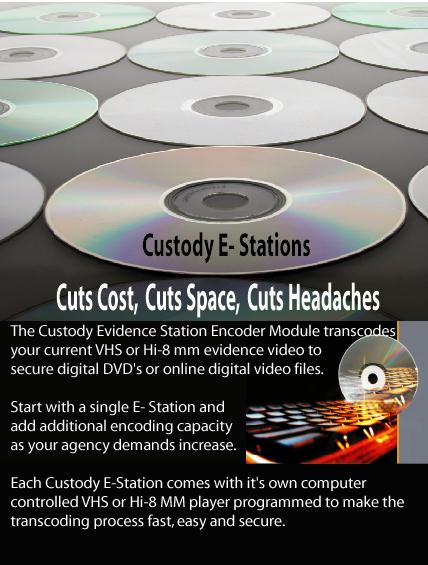 Custody E- Stations
Cuts Cost, Cuts Space, Cuts Headaches
The Custody Evidence Station Encoder Module transcodes
your current VHS or Hi-8 mm evidence video to
secure digital DVD's or online digital video files.
Start with a single E- Station and
add additional encoding capacity
as your agency demands increase.
Each Custody E-Station comes with it's own computer
controlled VHS or Hi-8 MM player programmed to make the
transcoding process fast, easy and secure.